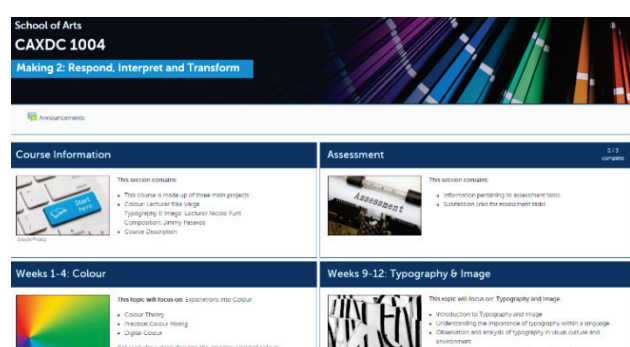 School of Arts
CAXDC 1004
Making 2: Respond, Interpret and Transform
Announcements
Course Information
This section contains:
This course is made up of three main projects
Colour: Lecturer
Typography & Image: Lecturer Nicole
Composition: Jimmy
Course Description
Start
here
iStock Photo
Assessment
0 / 3
complete
This section contains:
Information pertaining to assessment tasks
Submission links for assessment tasks
Assessment
Weeks 1-4: Colour
This topic will focus on: Explorations into Colour:
Colour Theory
Practical Colour Mixing
Digital Colour
Weeks 9-12: Typography & Image
This topic will focus on: Typography and Image
Introduction to Typography and Image
Understanding the importance of typography within a language
Observation and analysis of typography in visual culture and
environment